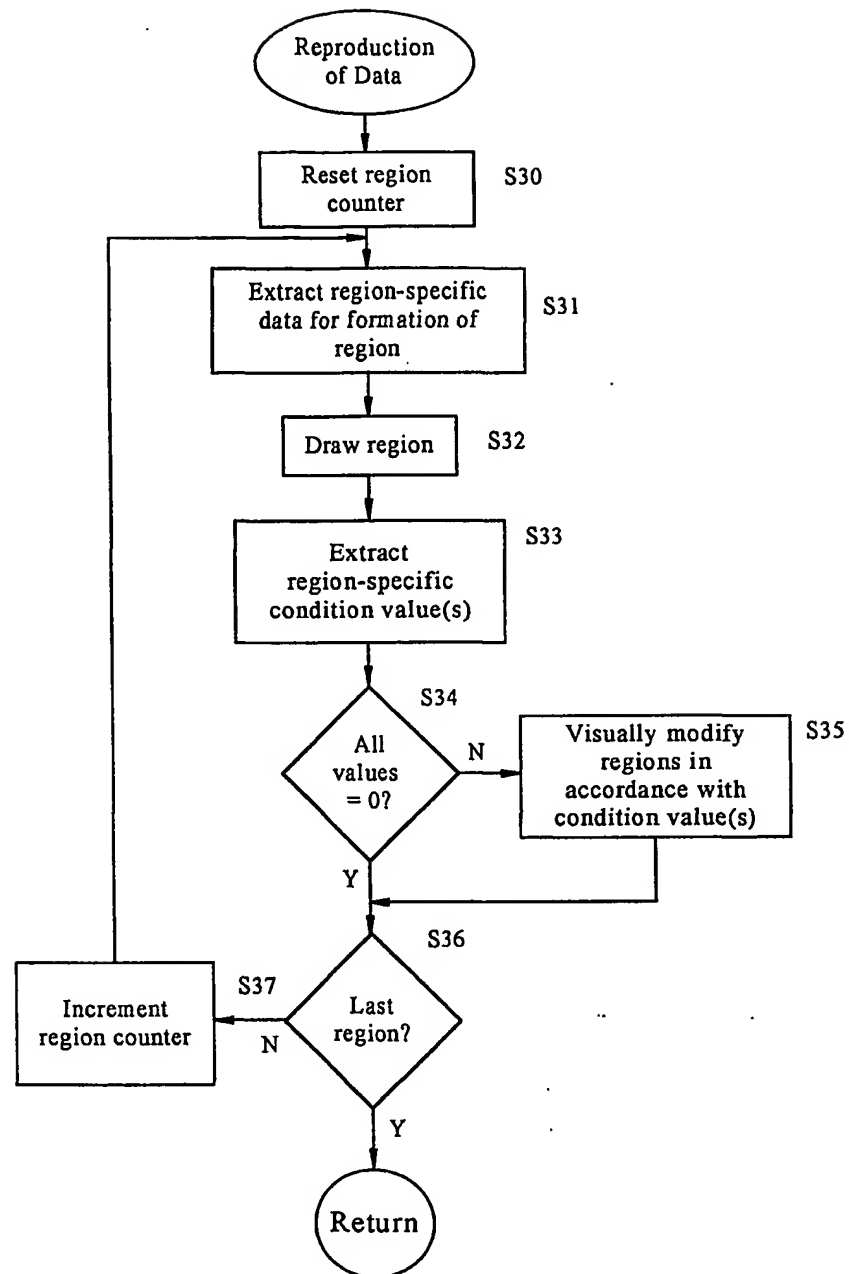 Reproduction
of Data
Reset region
counter
S30
Extract region-specific
data for formation of
region
S31
Draw region
S32
Extract
region-specific
condition value(s)
S33
All
values
= 0?
S34
N
Visually modify
regions in
accordance with
condition value(s)
S35
Y
Last
region?
S36
N
S37
Increment
region counter
Y
Return